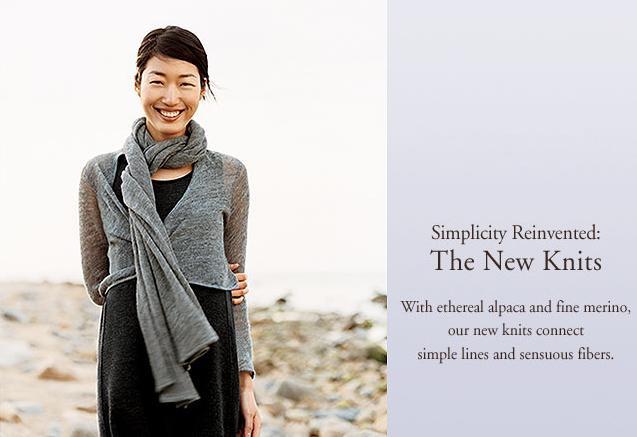 Simplicity Reinvented:
The New Knits
With ethereal alpaca and fine merino,
our new knits connect
simple lines and sensuous fibers.